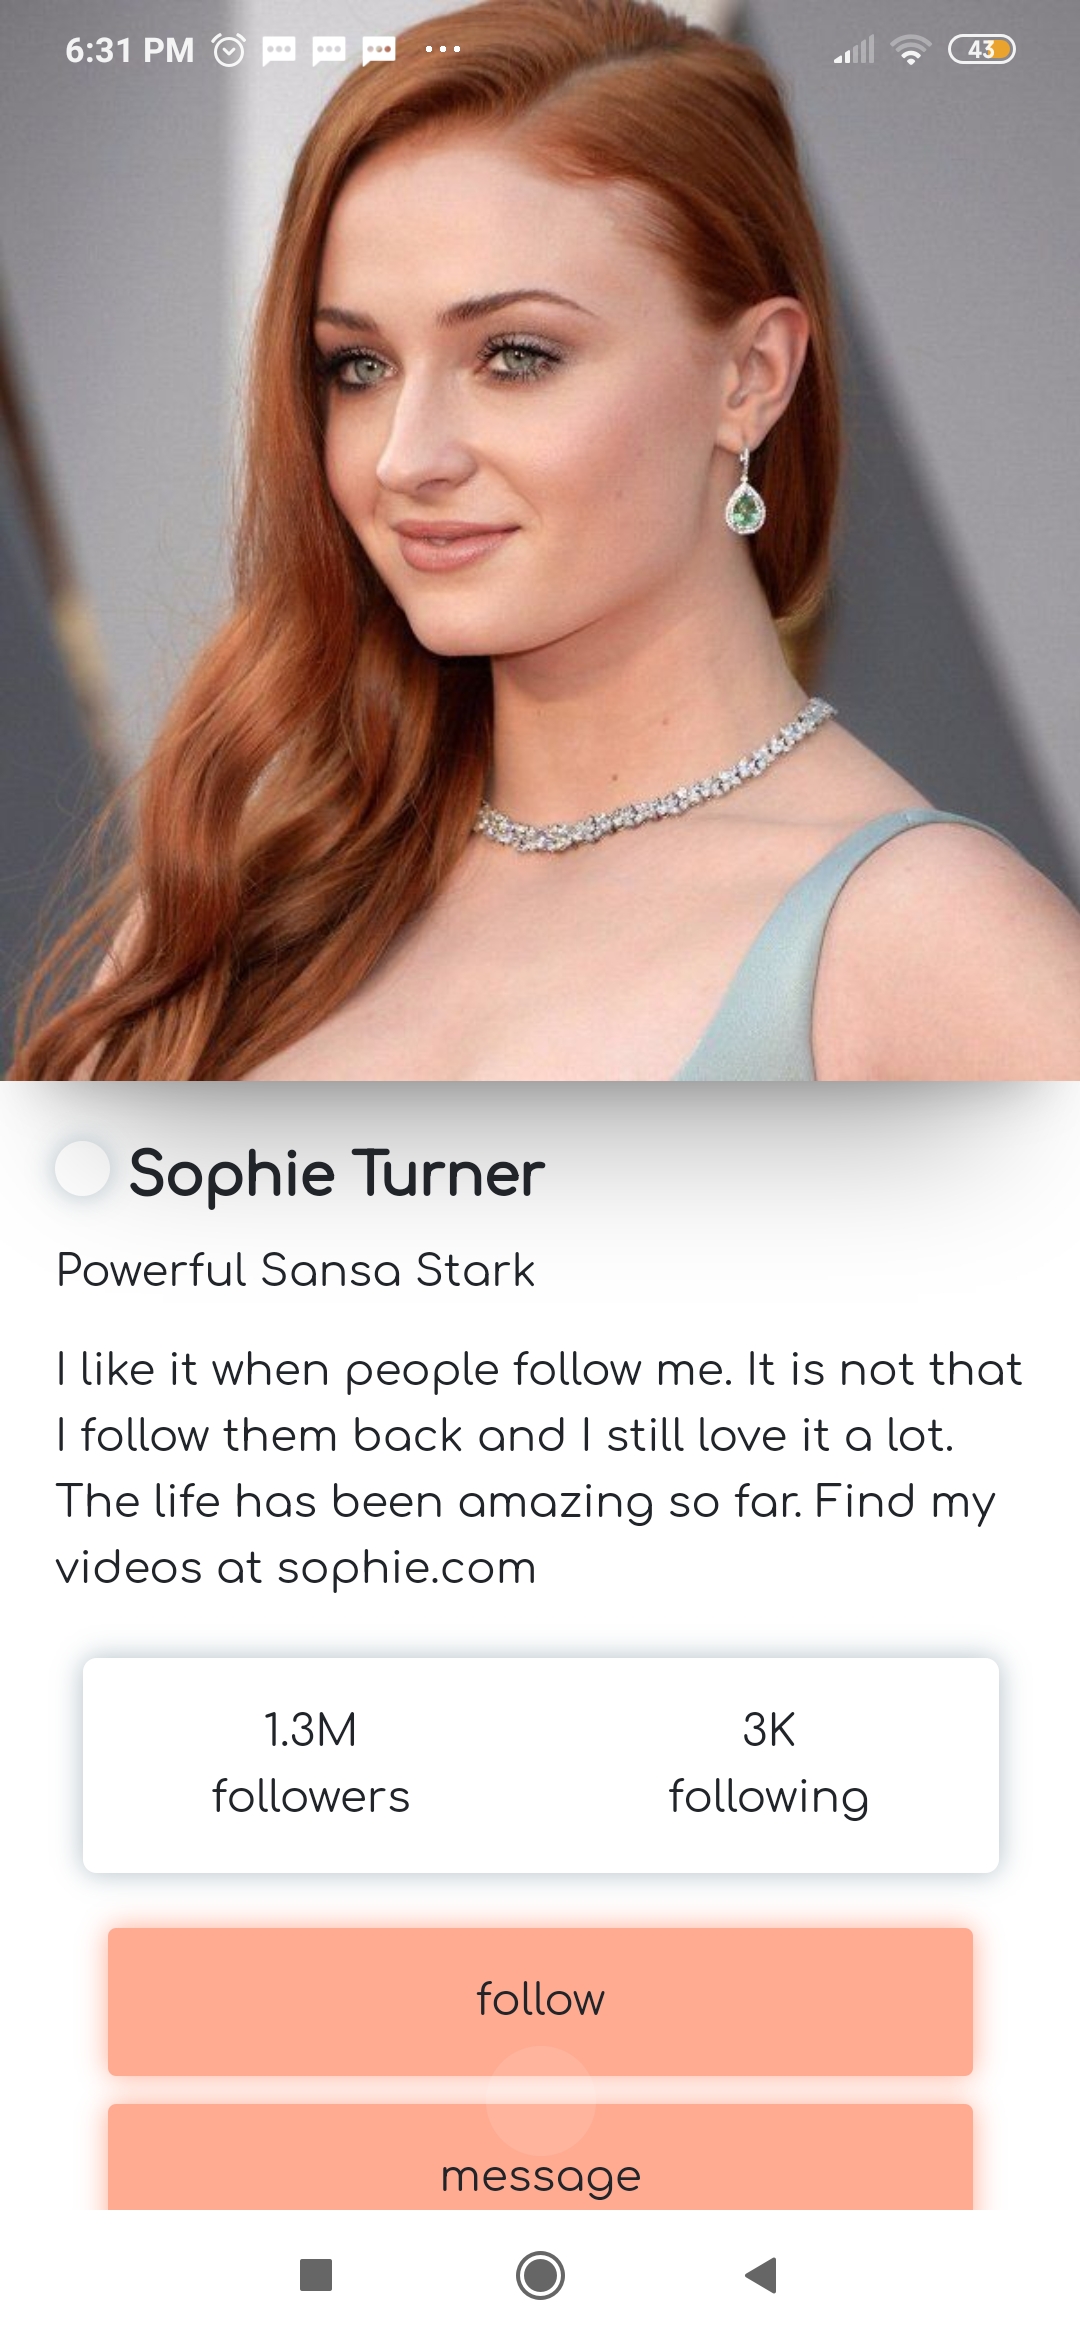 6:31 PM
43
Sophie Turner
Powerful Sansa Stark
I like it when people follow me. It is not that
I follow them back and I still love it a lot.
The life has been amazing so far. Find my
videos at sophie.com
1.3M 3K
followers following
follow
message